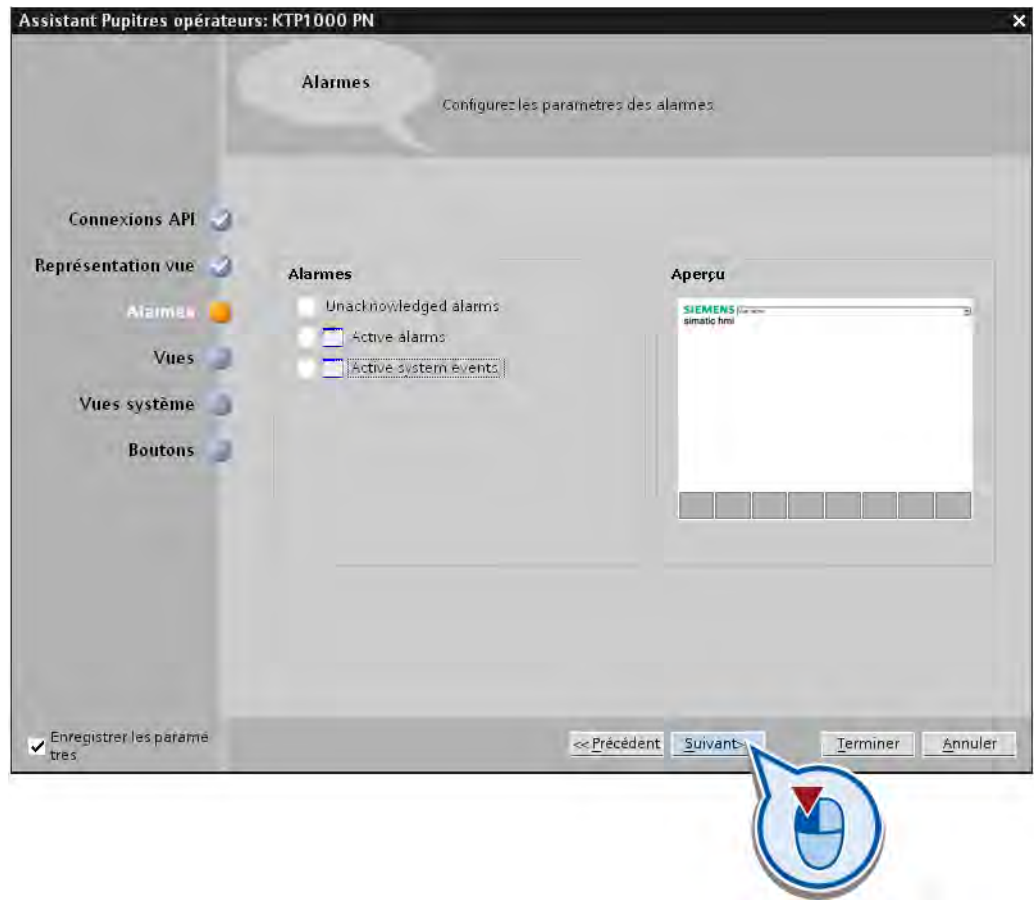 Assistant Pupitres opérateurs: KTP1000 PN
Alarmes
Configurez les paramètres des alarmes
Connexions API
Représentation vue
Alarmes
Vues
Vues système
Boutons
Alarmes
Unacknowledged alarms
Active alarms
Active system events
Aperçu
SIEMENS
simatic hmi
Enregistrer les paramè
tres
<< Précédent
Suivant>>
Terminer
Annuler